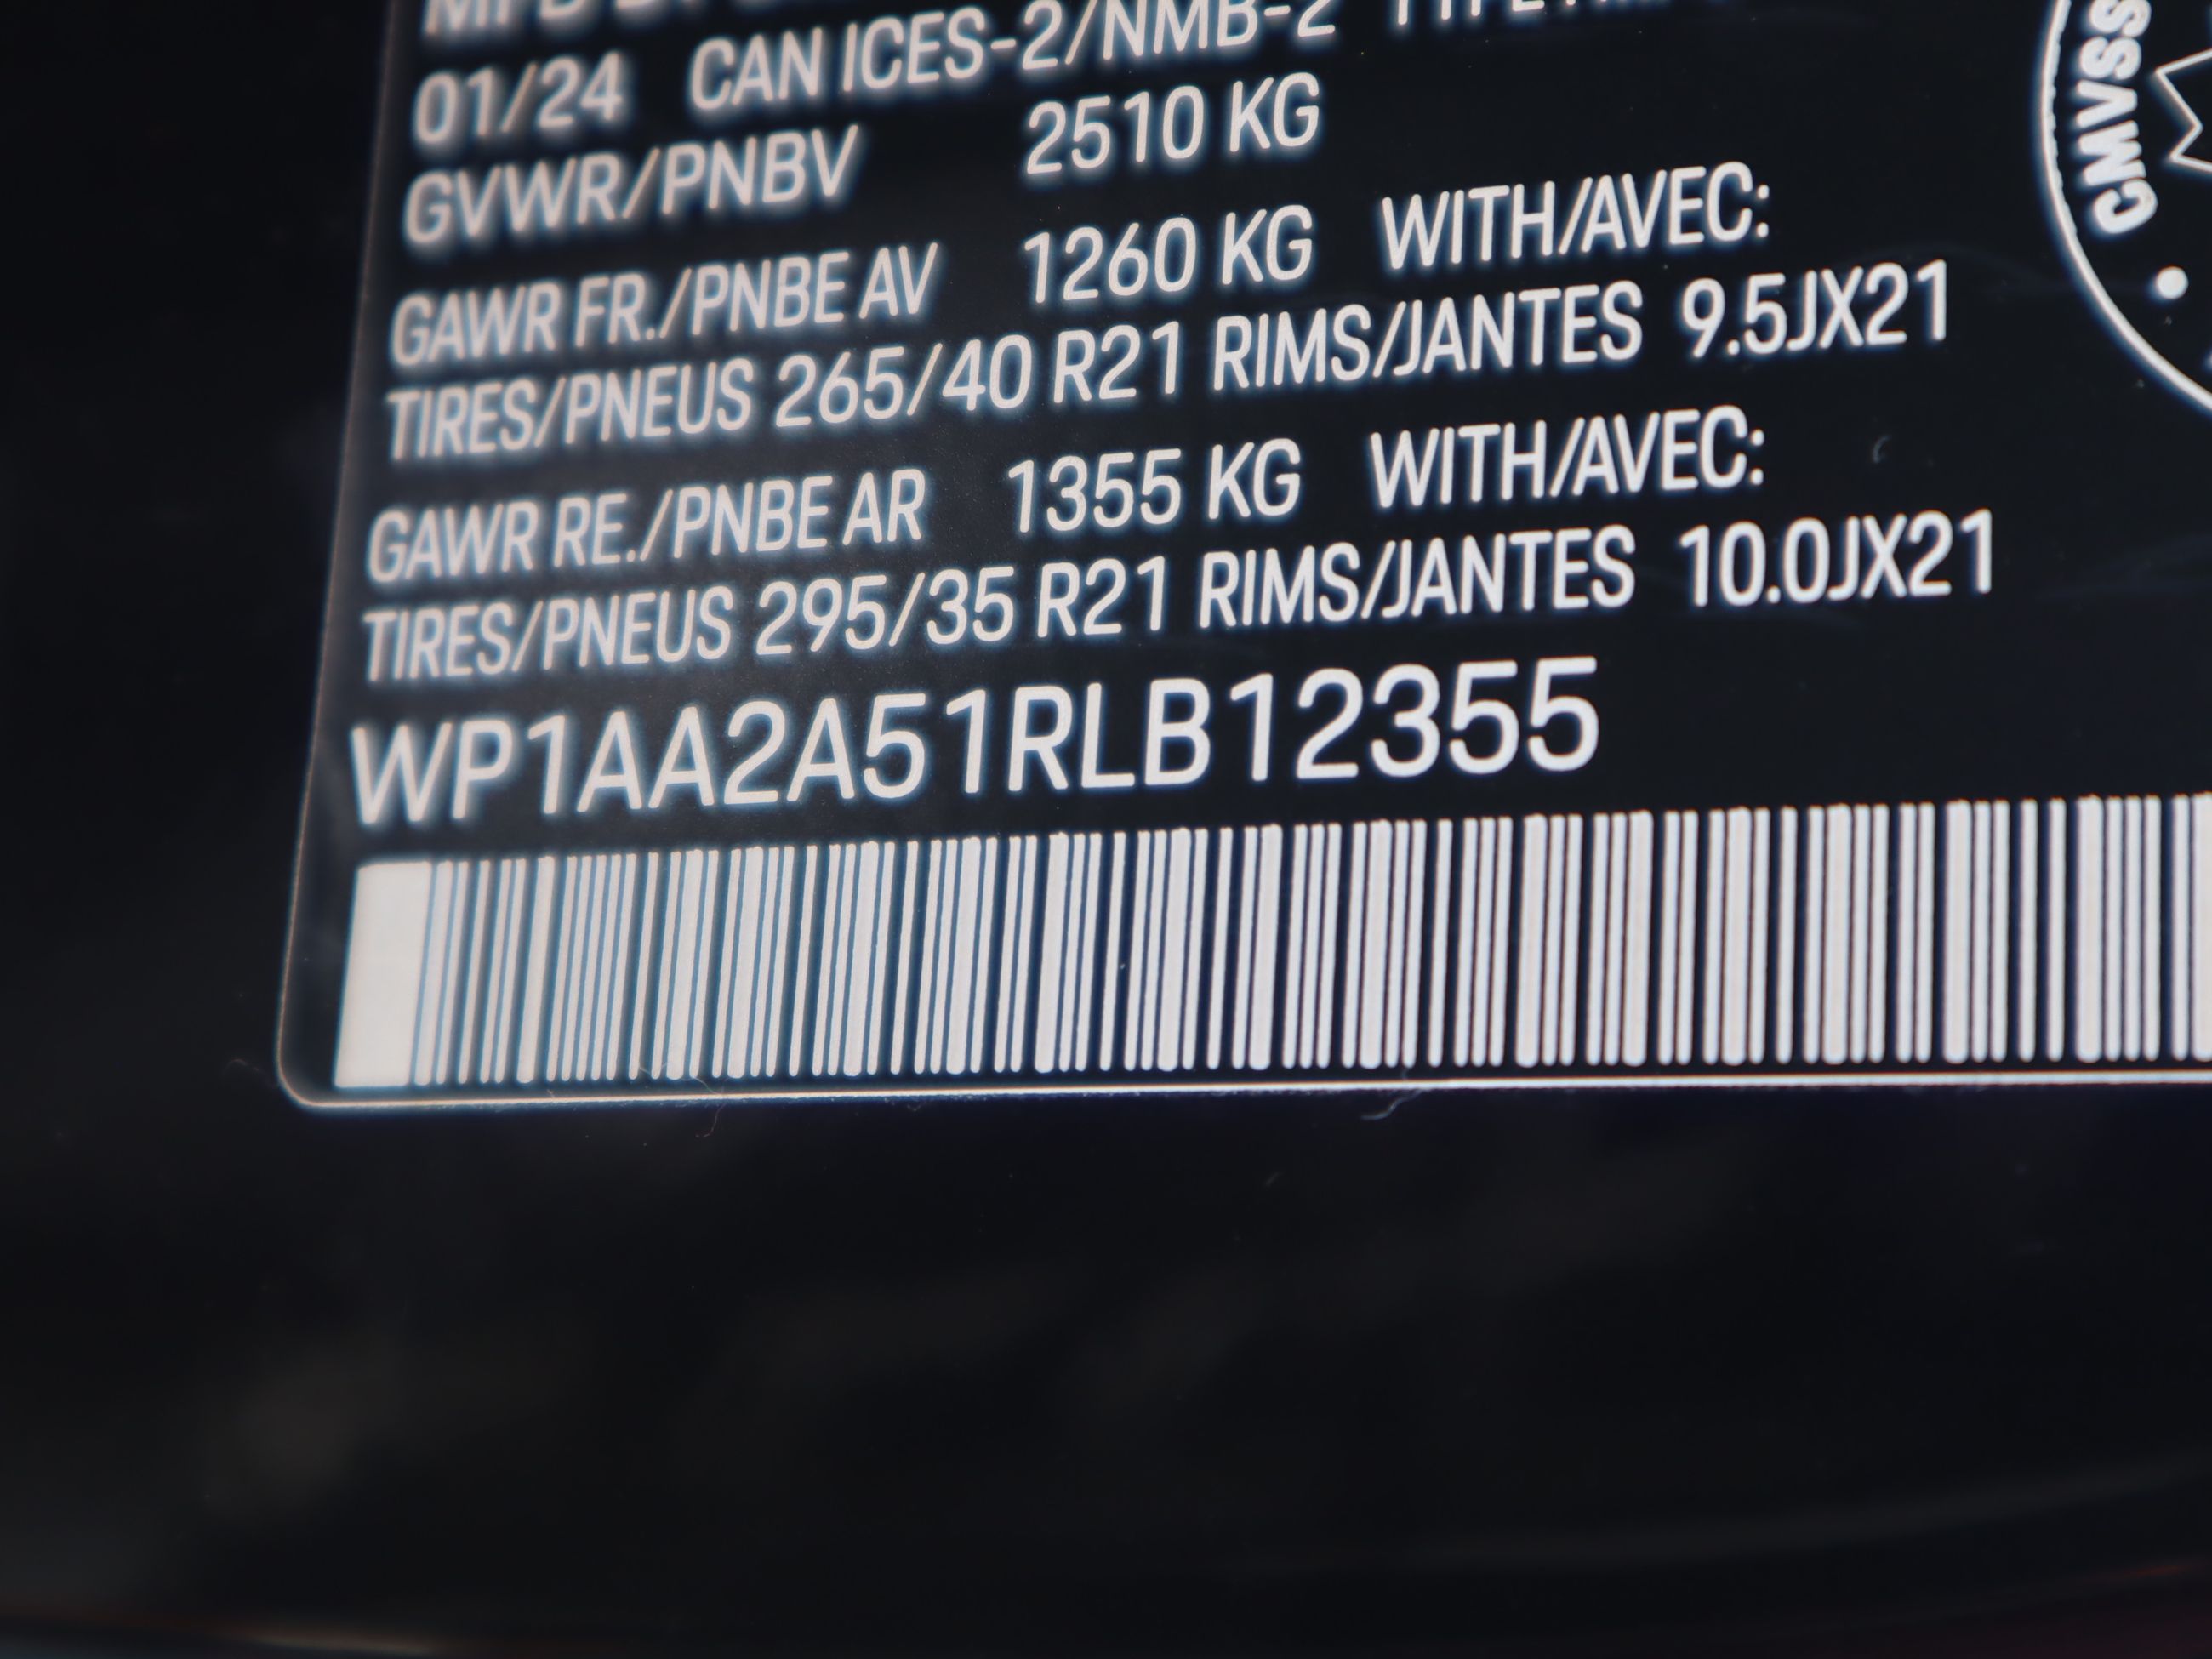 01/24 CAN ICES-2/NMB-2
GVWR/PNBV 2510 KG
GAWR FR./PNBE AV 1260 KG WITH/AVEC:
TIRES/PNEUS 265/40 R21 RIMS/JANTES 9.5JX21
GAWR RE./PNBE AR 1355 KG WITH/AVEC:
TIRES/PNEUS 295/35 R21 RIMS/JANTES 10.0JX21
WP1AA2A51RLB12355
CMVSS